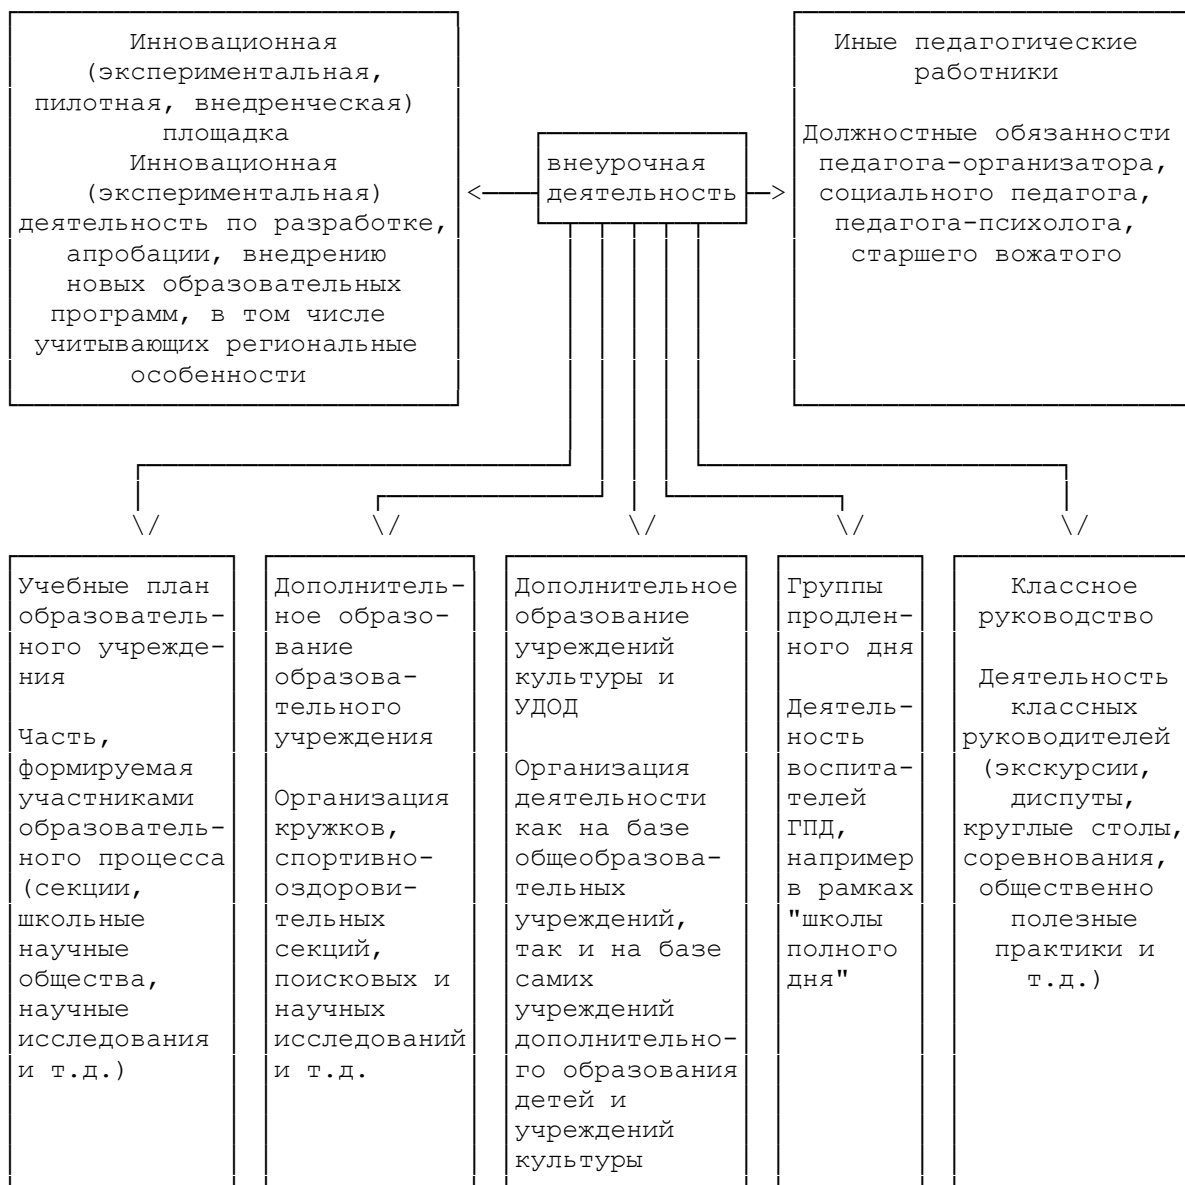 Инновационная
(экспериментальная,
пилотная, внедренческая)
площадка
Инновационная
(экспериментальная)
деятельность по разработке,
апробации, внедрению
новых образовательных
программ, в том числе
учитывающих региональные
особенности
внеурочная
деятельность
Иные педагогические
работники
Должностные обязанности
педагога-организатора,
социального педагога,
педагога-психолога,
старшего вожатого
Учебные план
образователь-
ного учрежде-
ния
Часть,
формируемая
участниками
образователь-
ного процесса
(секции,
школьные
научные
общества,
научные
исследования
и т.д.)
Дополнитель-
ное образо-
вание
образова-
тельного
учреждения
Организация
кружков,
спортивно-
оздорови-
тельных
секций,
поисковых и
научных
исследований
и т.д.
Дополнительное
образование
учреждений
культуры и
УДОД
Организация
деятельности
как на базе
общеобразова-
тельных
учреждений,
так и на базе
самих
учреждений
дополнительно-
го образования
детей и
учреждений
культуры
Группы
продлен-
ного дня
Деятель-
ность
воспита-
телей
ГПД,
например
в рамках
"школы
полного
дня"
Классное
руководство
Деятельность
классных
руководителей
(экскурсии,
диспуты,
круглые столы,
соревнования,
общественно
полезные
практики и
т.д.)